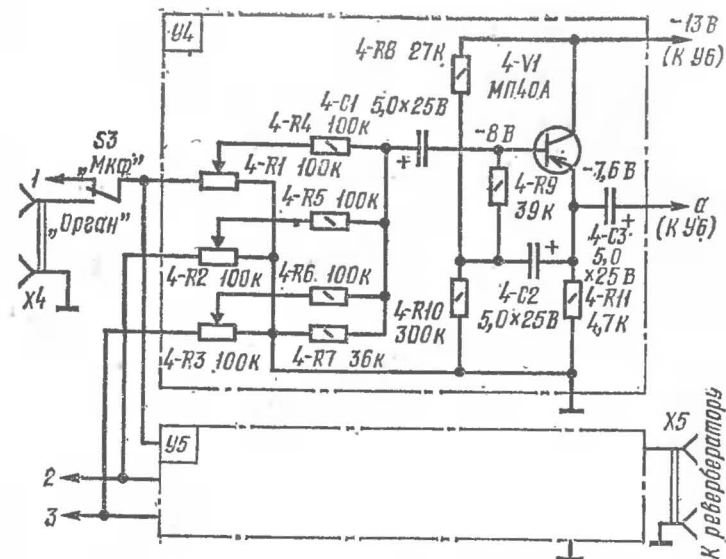 У4
-13 В
(К У6)
4-R8 27К
4-V1
МП40А
4-C1
5,0×25В
4-R4
100К
-8 В
S3
„Мкф"
1
4-R1
100К
-7,6 В
4-R9
39К
a
(К У6)
4-R5 100К
„Орган"
X4
4-R2 100К
4-R6 100К
4-C3
5,0
×25В
4-R10
300К
4-C2
5,0×25В
4-R11
4,7К
4-R3 100К
4-R7 36К
У5
X5
К ревербератору
2
3